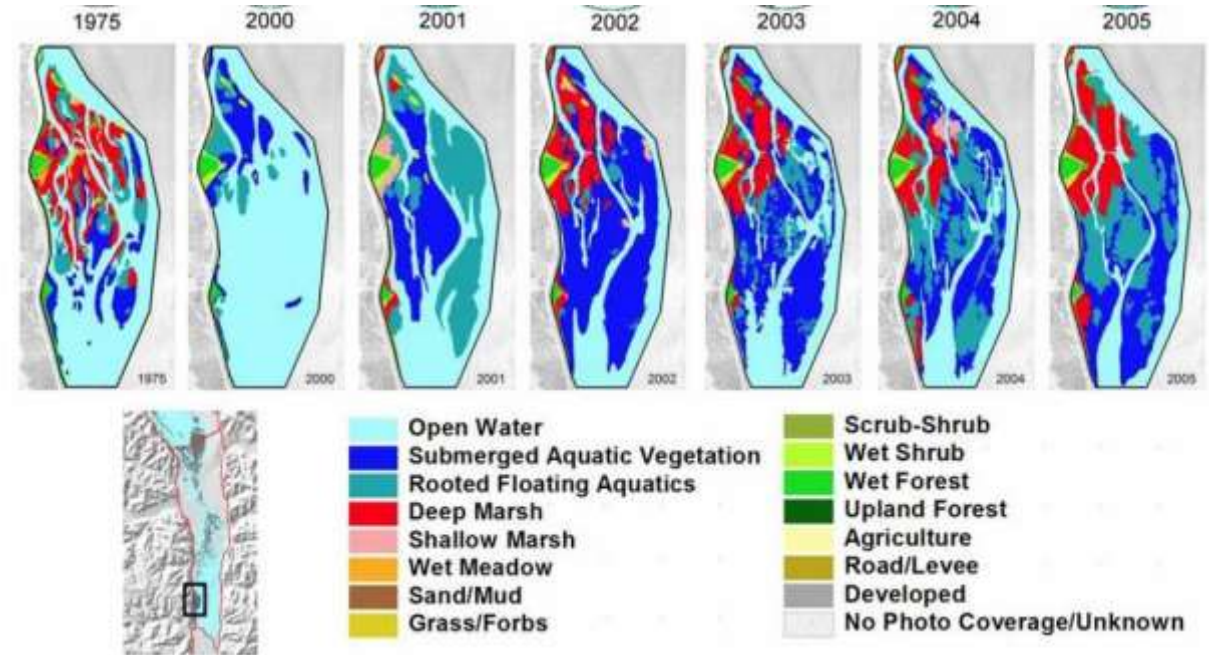 1975 2000 2001 2002 2003 2004 2005
1975 2000 2001 2002 2003 2004 2005
Open Water
Submerged Aquatic Vegetation
Rooted Floating Aquatics
Deep Marsh
Shallow Marsh
Wet Meadow
Sand/Mud
Grass/Forbs
Scrub-Shrub
Wet Shrub
Wet Forest
Upland Forest
Agriculture
Road/Levee
Developed
No Photo Coverage/Unknown